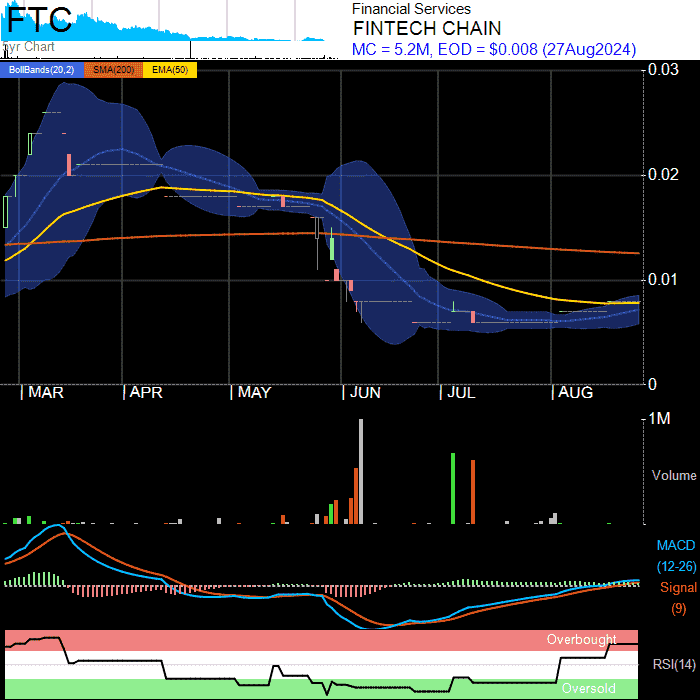 FTC
Financial Services
FINTECH CHAIN
MC = 5.2M, EOD = $0.008 (27Aug2024)
5yr Chart
BollBands(20,2) SMA(200) EMA(50)
0.03
0.02
0.01
0
| MAR | APR | MAY | JUN | JUL | AUG
1M
Volume
MACD
(12-26)
Signal
(9)
Overbought
RSI(14)
Oversold